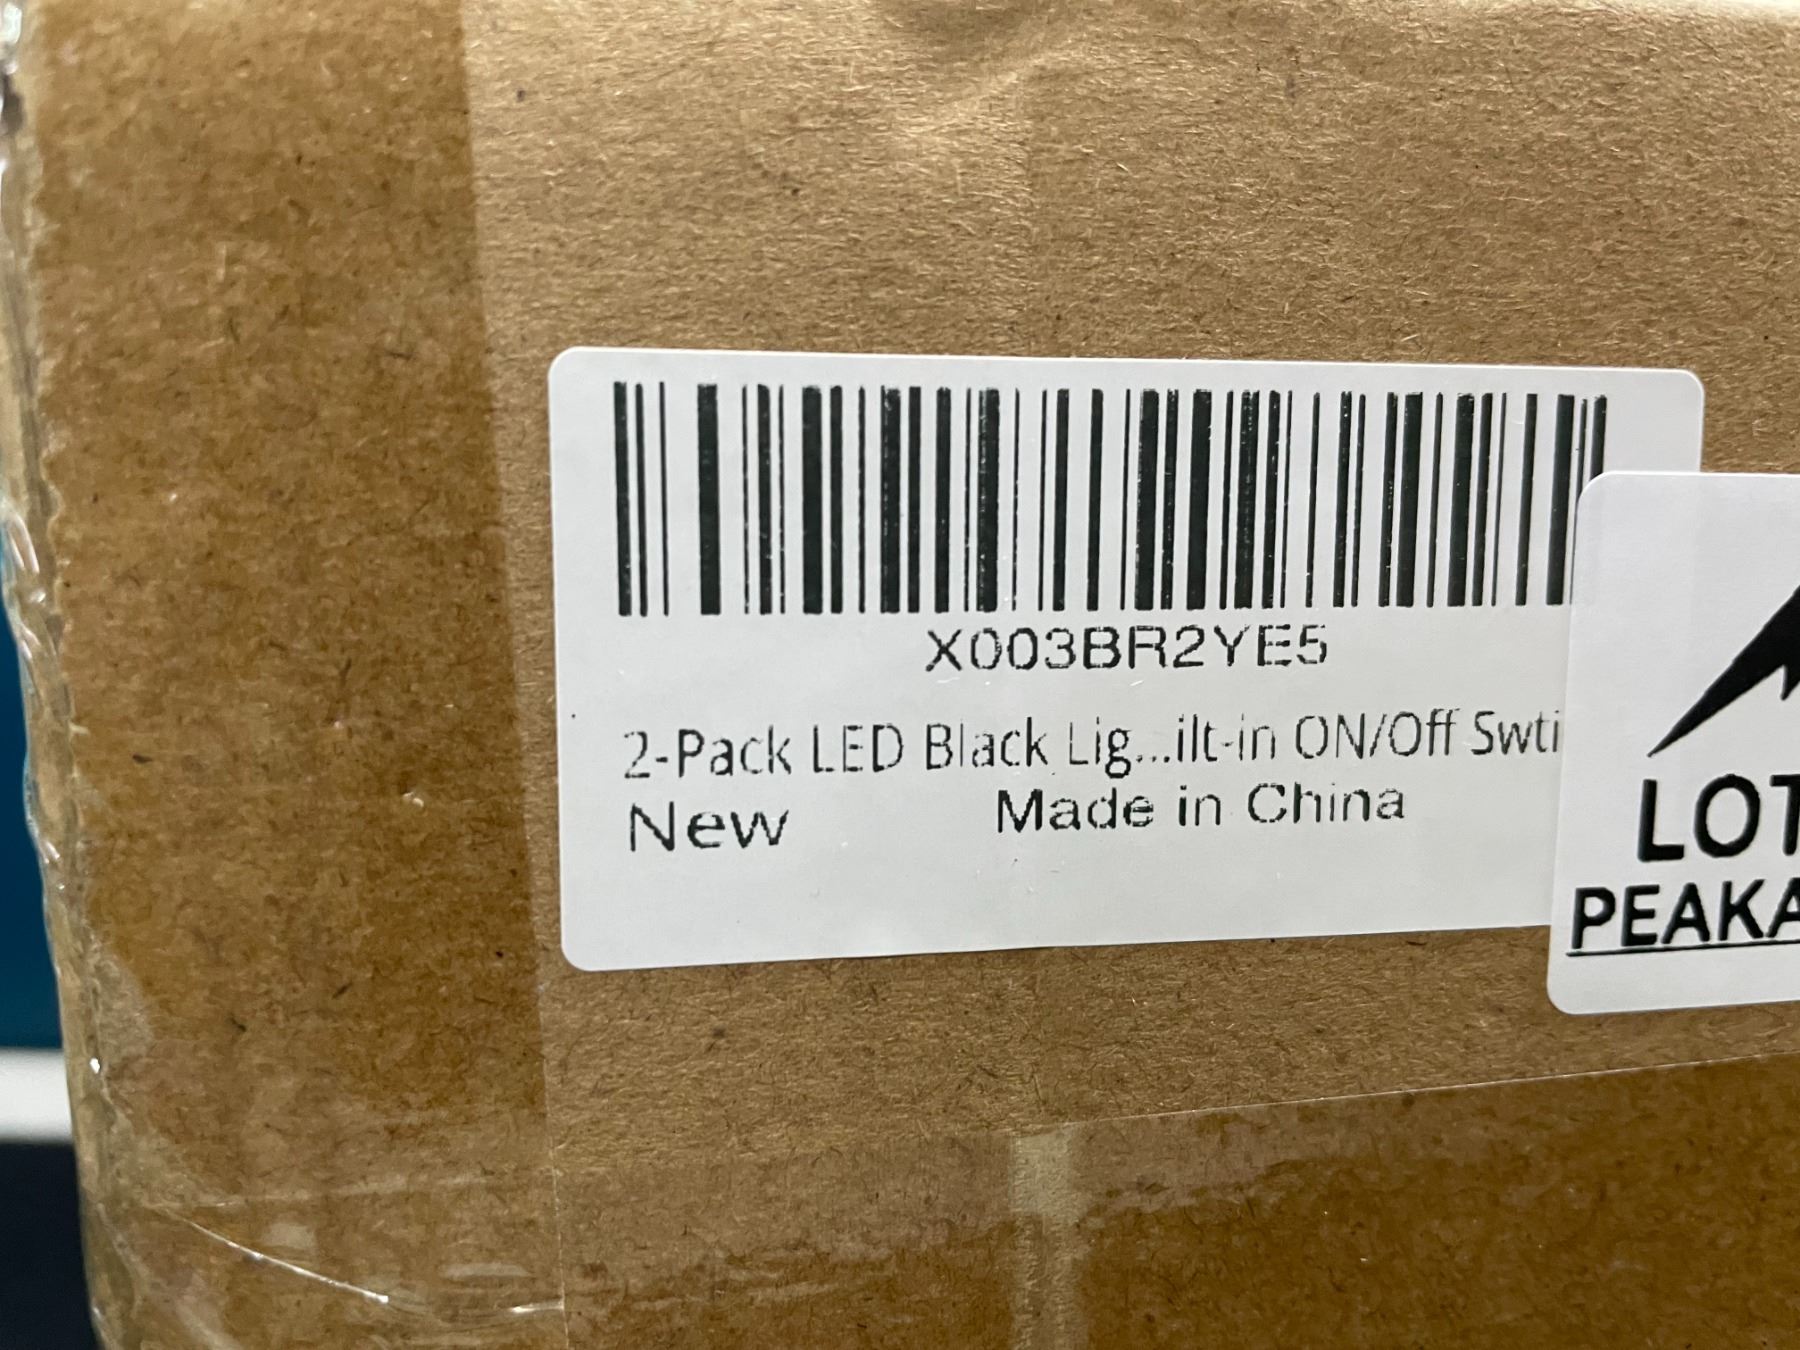 X003BR2YE5
2-Pack LED Black Lig...ilt-in ON/Off Swti
New Made in China
LOT
PEAKA